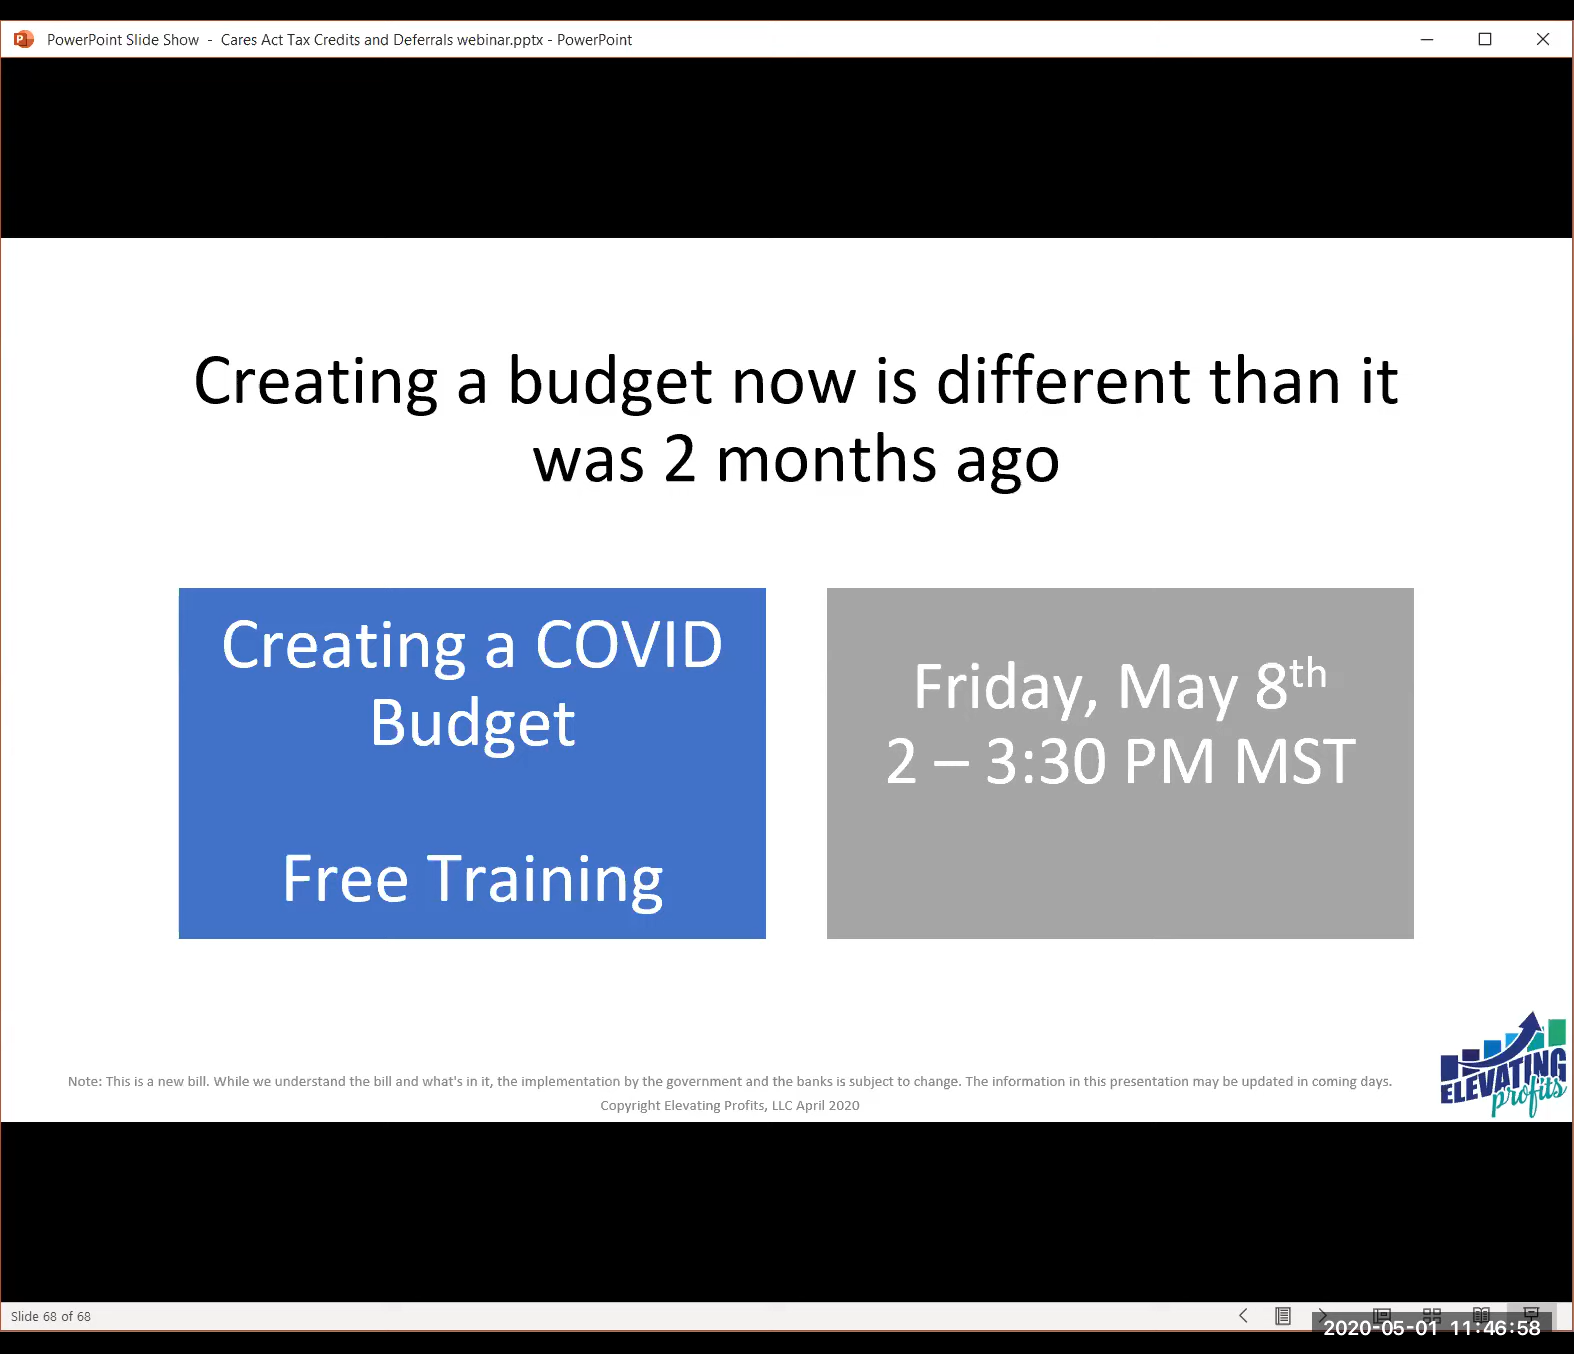 PowerPoint Slide Show - Cares Act Tax Credits and Deferrals webinar.pptx - PowerPoint
Creating a budget now is different than it
was 2 months ago
Creating a COVID
Budget
Free Training
Friday, May 8th
2 – 3:30 PM MST
Note: This is a new bill. While we understand the bill and what's in it, the implementation by the government and the banks is subject to change. The information in this presentation may be updated in coming days.
Copyright Elevating Profits, LLC April 2020
ELEVATING
profits
Slide 68 of 68
2020-05-01 11:46:58